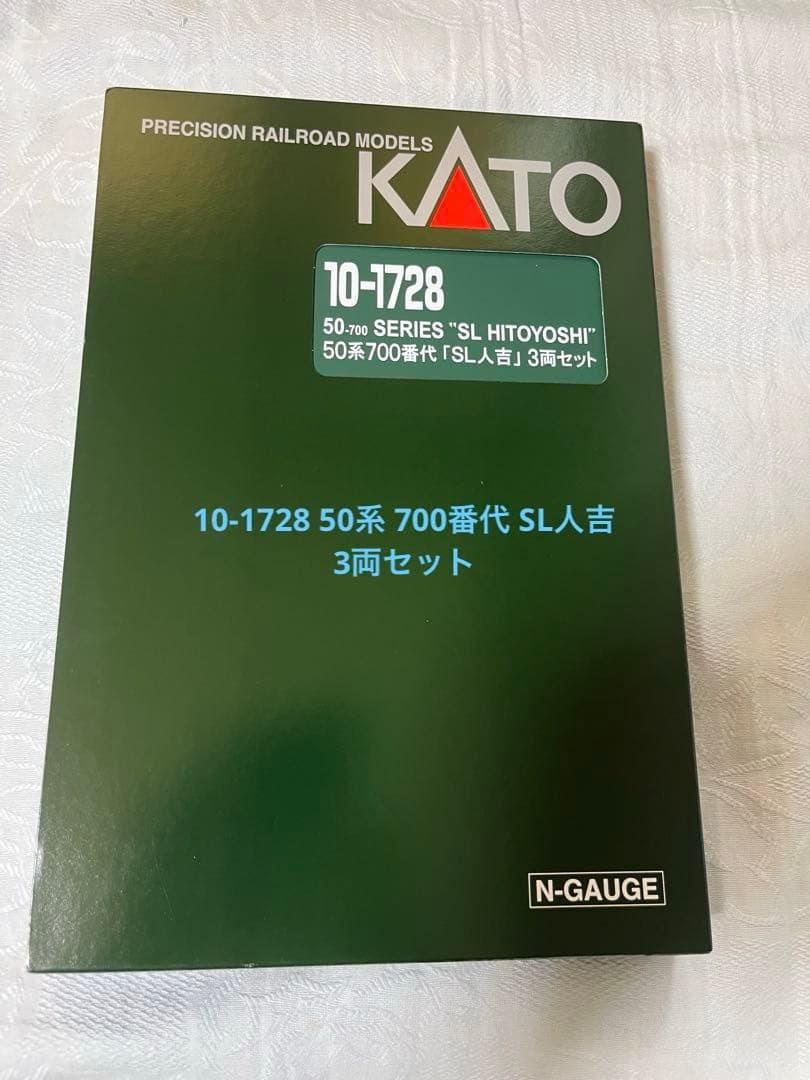 PRECISION RAILROAD MODELS
KATO
10-1728
50-700 SERIES "SL HITOYOSHI"
50系700番代「SL人吉」3両セット
10-1728 50系 700番代 SL人吉
3両セット
N-GAUGE